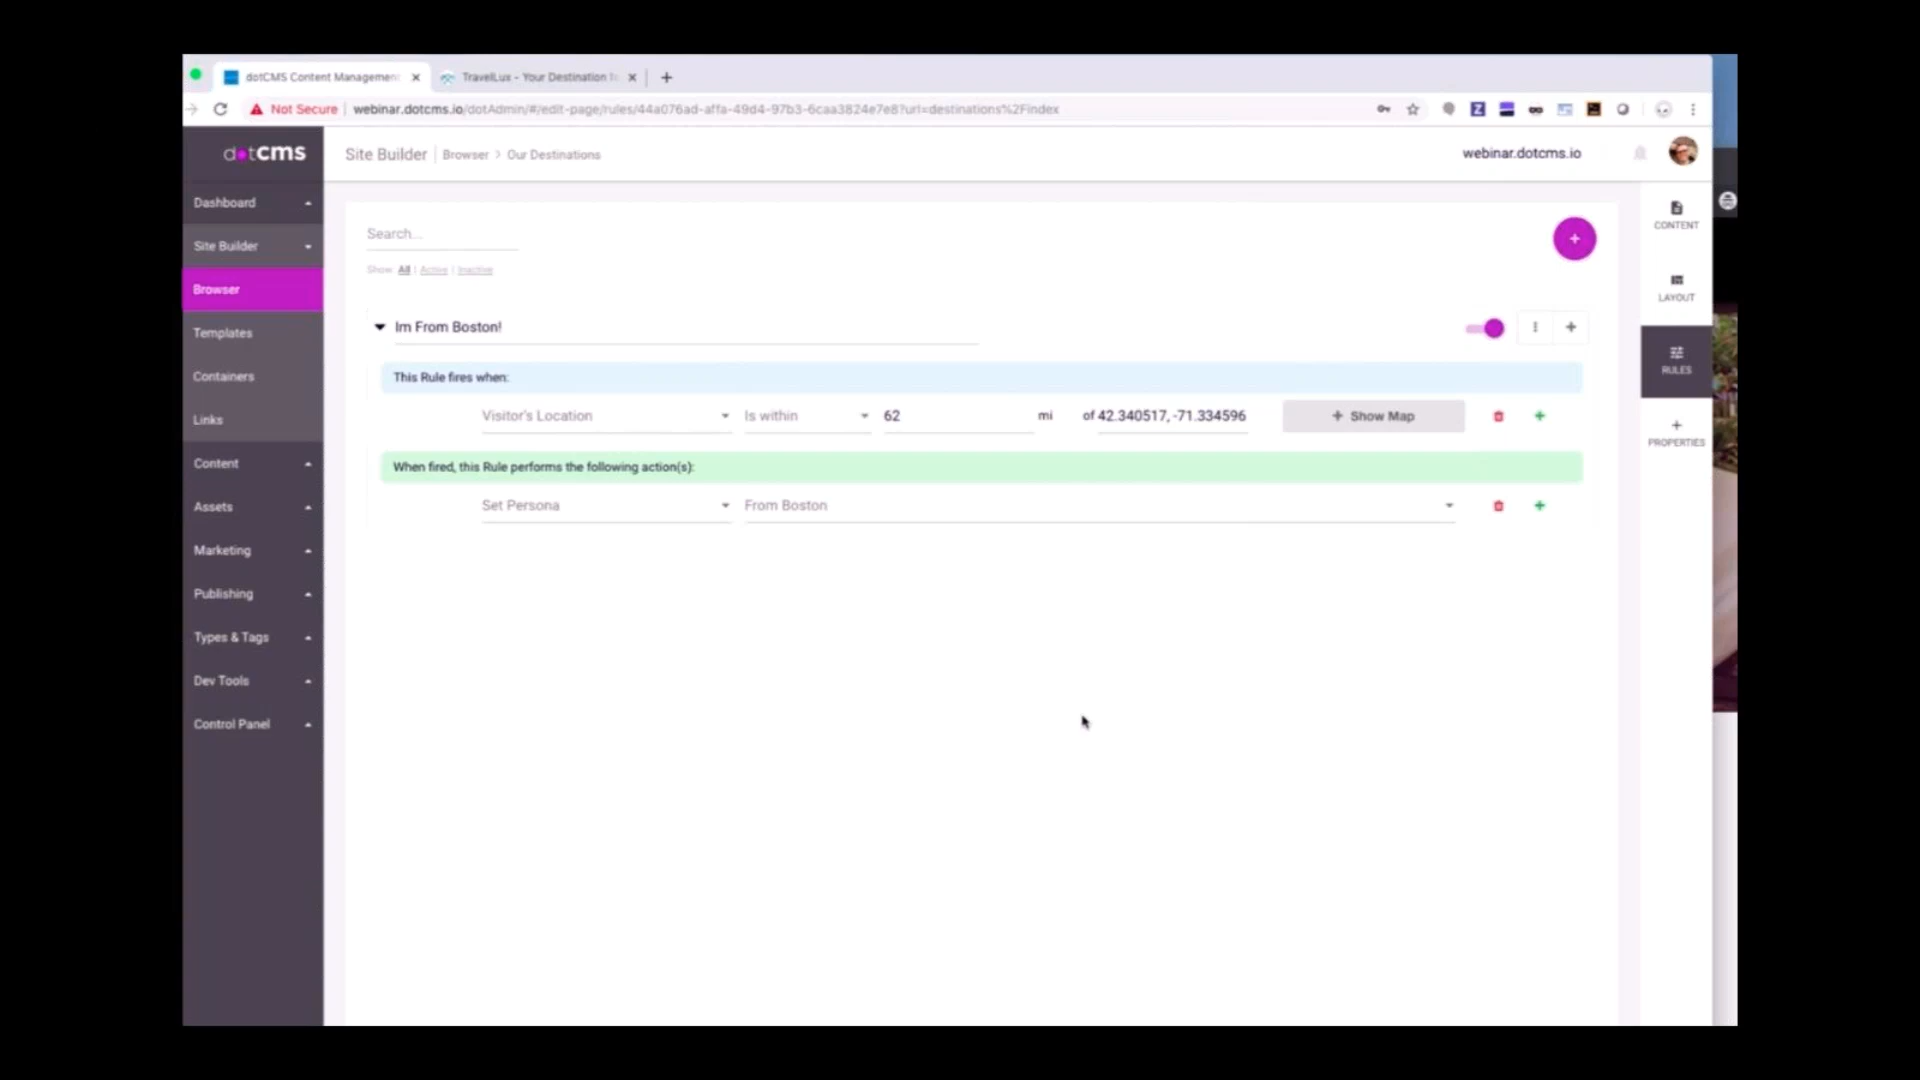 dotCMS Content Management
TravelLux - Your Destination
Not Secure
webinar.dotcms.io/dotAdmin/#/edit-page/rules/44a076ad-affa-49d4-97b3-6caa3824e7e8?url=destinations%2Findex
dotCMS
Site Builder
Browser > Our Destinations
webinar.dotcms.io
Dashboard
Site Builder
Browser
Templates
Containers
Links
Content
Assets
Marketing
Publishing
Types & Tags
Dev Tools
Control Panel
Search...
Show: All | Active | Inactive
Im From Boston!
This Rule fires when:
Visitor's Location Is within 62 mi of 42.340517, -71.334596 + Show Map
When fired, this Rule performs the following action(s):
Set Persona From Boston
CONTENT
LAYOUT
RULES
PROPERTIES